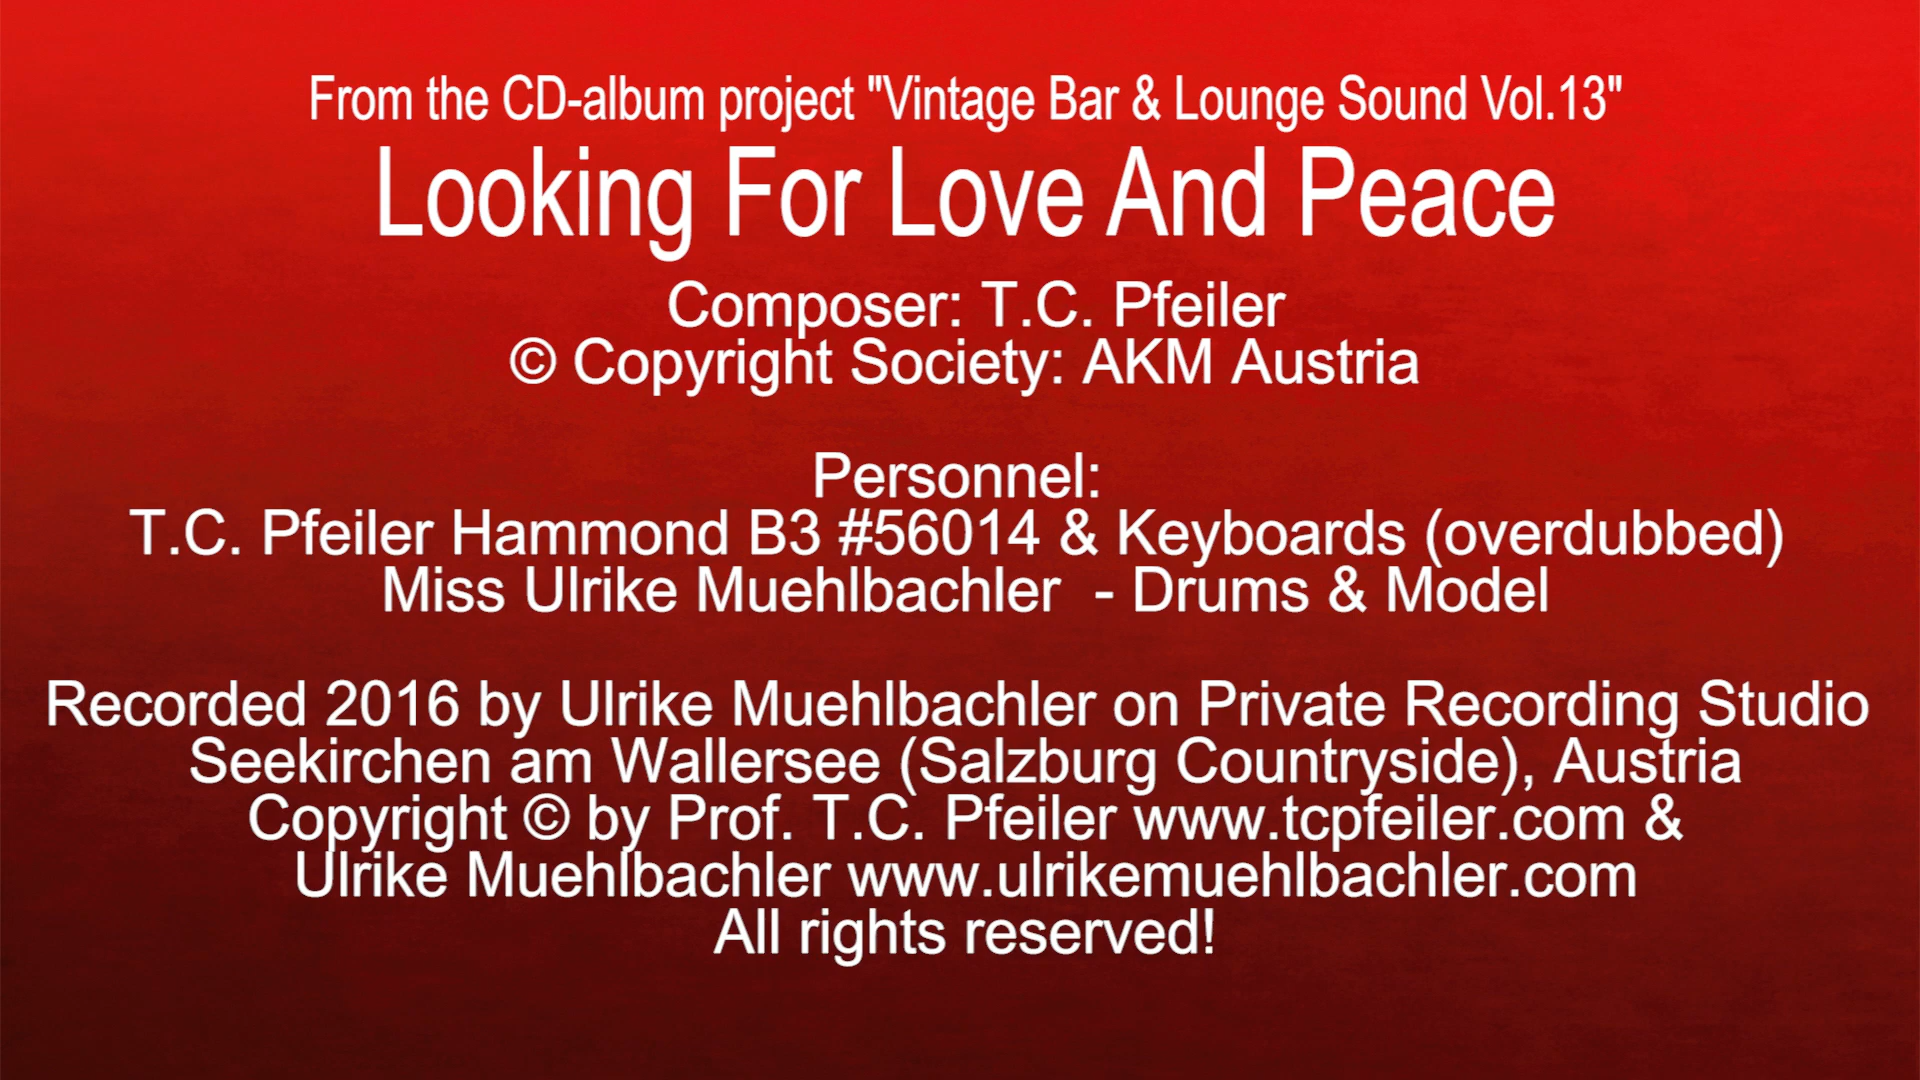 From the CD-album project "Vintage Bar & Lounge Sound Vol.13"
Looking For Love And Peace
Composer: T.C. Pfeiler
© Copyright Society: AKM Austria
Personnel:
T.C. Pfeiler Hammond B3 #56014 & Keyboards (overdubbed)
Miss Ulrike Muehlbachler  - Drums & Model
Recorded 2016 by Ulrike Muehlbachler on Private Recording Studio
Seekirchen am Wallersee (Salzburg Countryside), Austria
Copyright © by Prof. T.C. Pfeiler www.tcpfeiler.com &
Ulrike Muehlbachler www.ulrikemuehlbachler.com
All rights reserved!